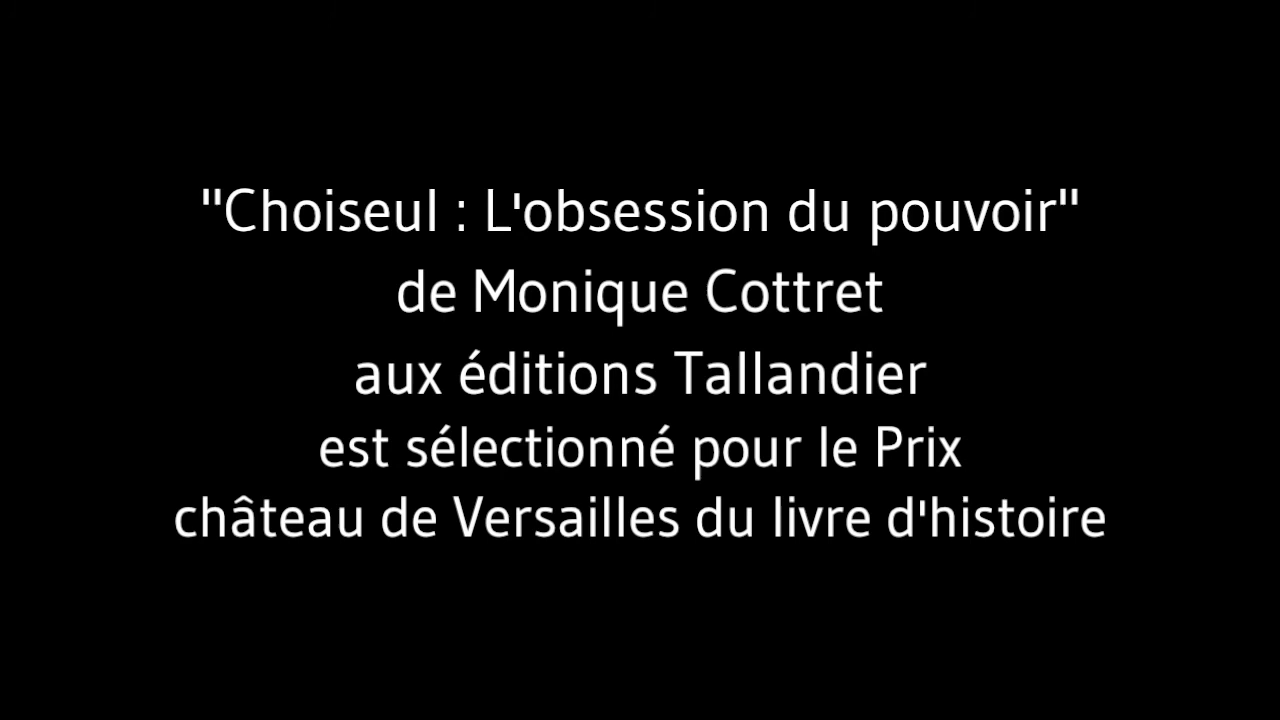 "Choiseul : L'obsession du pouvoir"
de Monique Cottret
aux éditions Tallandier
est sélectionné pour le Prix
château de Versailles du livre d'histoire